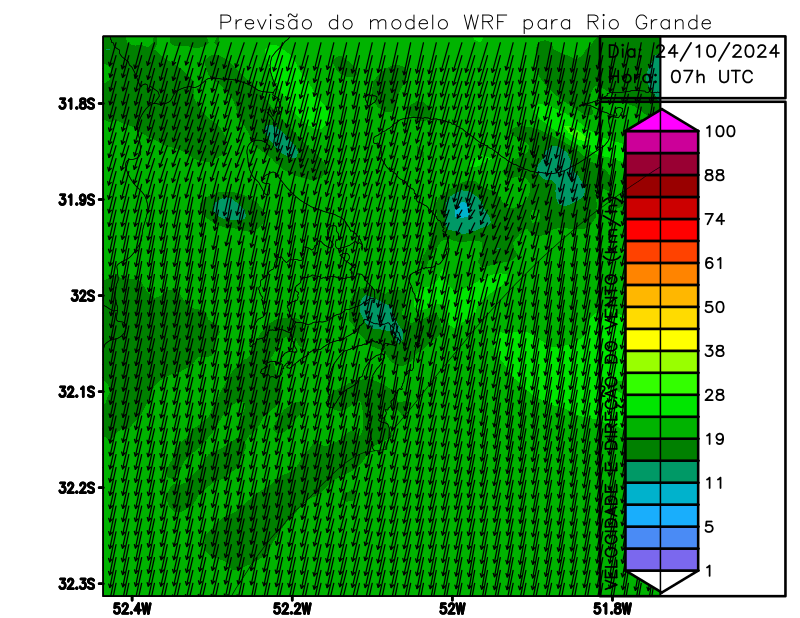 Previsão do modelo WRF para Rio Grande
Dia: 24/10/2024
Hora: 07h UTC
31.8S
31.9S
32S
32.1S
32.2S
32.3S
52.4W
52.2W
52W
51.8W
VELOCIDADE E DIREÇÃO DO VENTO (km/h)
100
88
74
61
50
38
28
19
11
5
1